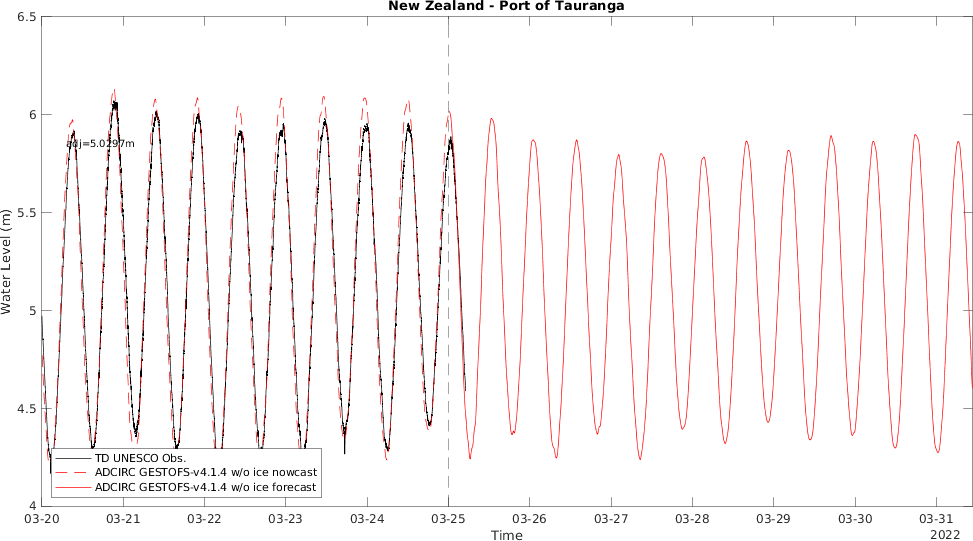 New Zealand - Port of Tauranga
6.5
6
5.5
5
4.5
4
Water Level (m)
adj=5.0297m
TD UNESCO Obs.
ADCIRC GESTOFS-v4.1.4 w/o ice nowcast
ADCIRC GESTOFS-v4.1.4 w/o ice forecast
03-20 03-21 03-22 03-23 03-24 03-25 03-26 03-27 03-28 03-29 03-30 03-31
Time
2022